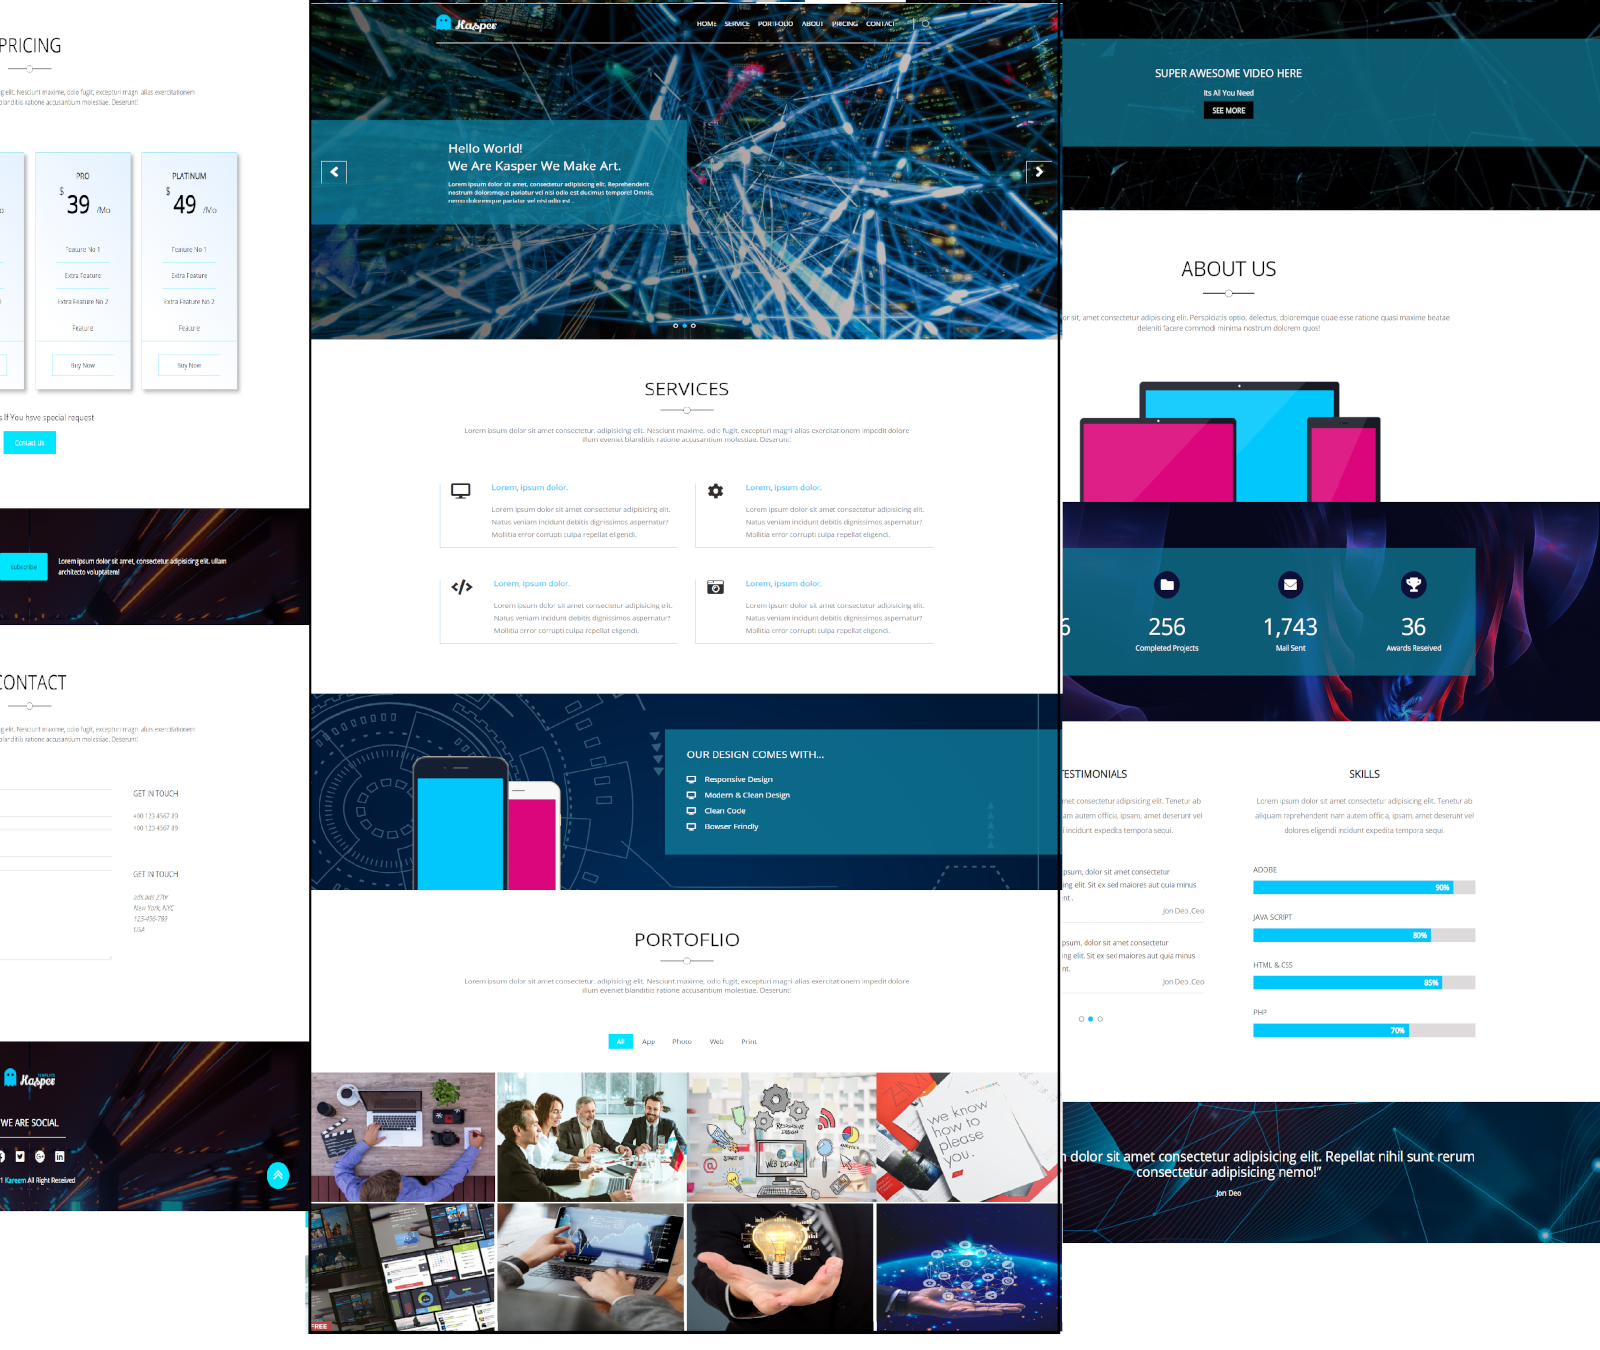 PRICING
g elit. Nesciunt maxime, odio fugit, excepturi magni alias exercitationem
blanditiis ratione accusantium molestiae. Deserunt!
PRO
$
39 /Mo
Feature No 1
Extra Feature
Extra Feature No 2
Feature
Buy Now
PLATINUM
$
49 /Mo
Feature No 1
Extra Feature
Extra Feature No 2
Feature
Buy Now
s If You hsve special request
Contact Us
subscribe
Lorem ipsum dolor sit amet, consectetur adipisicing elit. ullam
architecto voluptatem!
CONTACT
g elit. Nesciunt maxime, odio fugit, excepturi magni alias exercitationem
blanditiis ratione accusantium molestiae. Deserunt!
GET IN TOUCH
+00 123 4567 89
+00 123 4567 89
GET IN TOUCH
New York, NYC
123-456-789
USA
TEMPLATE
Kasper
WE ARE SOCIAL
1 Kareem All Right Reseived
TEMPLATE
Kasper
HOME SERVICE PORTFOLIO ABOUT PRICING CONTACT
Hello World!
We Are Kasper We Make Art.
Lorem ipsum dolor sit amet, consectetur adipisicing elit. Reprehenderit
nostrum doloremque pariatur vel nisi odio est ducimus tempore! Omnis,
nemo doloremque pariatur vel nisi odio est .
SERVICES
Lorem ipsum dolor sit amet consectetur, adipisicing elit. Nesciunt maxime, odio fugit, excepturi magni alias exercitationem impedit dolore
illum eveniet blanditiis ratione accusantium molestiae. Deserunt!
Lorem, ipsum dolor.
Lorem ipsum dolor sit amet consectetur adipisicing elit.
Natus veniam incidunt debitis dignissimos aspernatur?
Mollitia error corrupti culpa repellat eligendi.
Lorem, ipsum dolor.
Lorem ipsum dolor sit amet consectetur adipisicing elit.
Natus veniam incidunt debitis dignissimos aspernatur?
Mollitia error corrupti culpa repellat eligendi.
Lorem, ipsum dolor.
Lorem ipsum dolor sit amet consectetur adipisicing elit.
Natus veniam incidunt debitis dignissimos aspernatur?
Mollitia error corrupti culpa repellat eligendi.
Lorem, ipsum dolor.
Lorem ipsum dolor sit amet consectetur adipisicing elit.
Natus veniam incidunt debitis dignissimos aspernatur?
Mollitia error corrupti culpa repellat eligendi.
OUR DESIGN COMES WITH...
Responsive Design
Modern & Clean Design
Clean Code
Bowser Frindly
PORTOFLIO
Lorem ipsum dolor sit amet consectetur, adipisicing elit. Nesciunt maxime, odio fugit, excepturi magni alias exercitationem impedit dolore
illum eveniet blanditiis ratione accusantium molestiae. Deserunt!
All App Photo Web Print
RESPONSIVE
DESIGN
START UP
WEB DESIGN
we know
how to
please
you.
FREE
SUPER AWESOME VIDEO HERE
Its All You Need
SEE MORE
ABOUT US
or sit, amet consectetur adipisicing elit. Perspiciatis optio, delectus, doloremque quae esse ratione quasi maxime beatae
deleniti facere commodi minima nostrum dolorem quos!
6
256
Completed Projects
1,743
Mail Sent
36
Awards Reseived
TESTIMONIALS
met consectetur adipisicing elit. Tenetur ab
m autem officia, ipsam, amet deserunt vel
i incidunt expedita tempora sequi.
psum, dolor sit amet consectetur
ng elit. Sit ex sed maiores aut quia minus
nt .
Jon Deo ,Ceo
psum, dolor sit amet consectetur
ing elit. Sit ex sed maiores aut quia minus
nt.
Jon Deo ,Ceo
SKILLS
Lorem ipsum dolor sit amet consectetur adipisicing elit. Tenetur ab
aliquam reprehenderit nam autem officia, ipsam, amet deserunt vel
dolores eligendi incidunt expedita tempora sequi.
ADOBE
90%
JAVA SCRIPT
80%
HTML & CSS
85%
PHP
70%
dolor sit amet consectetur adipisicing elit. Repellat nihil sunt rerum
consectetur adipisicing nemo!”
Jon Deo